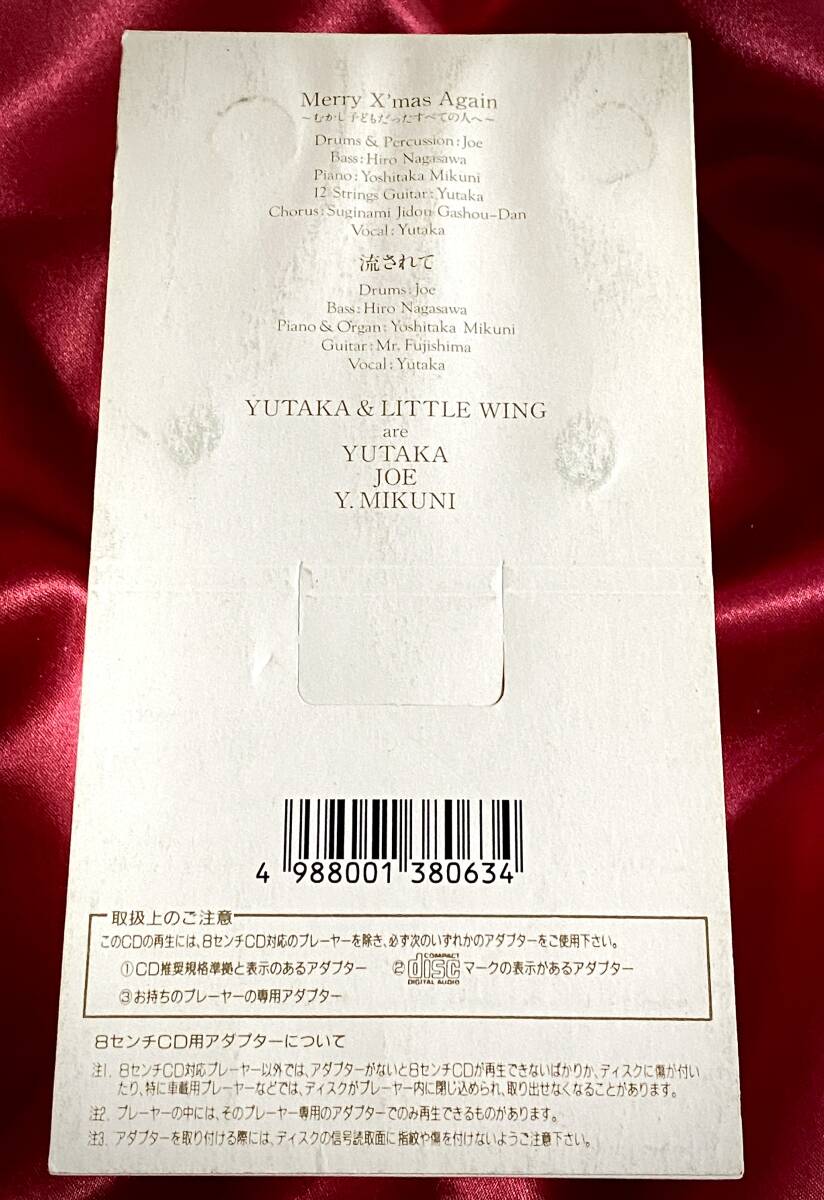 Merry X'mas Again
～むかし子どもだったすべての人へ～
Drums & Percussion : Joe
Bass : Hiro Nagasawa
Piano : Yoshitaka Mikuni
12 Strings Guitar : Yutaka
Chorus : Suginami Jidou Gashou-Dan
Vocal : Yutaka
流されて
Drums : Joe
Bass : Hiro Nagasawa
Piano & Organ : Yoshitaka Mikuni
Guitar : Mr. Fujishima
Vocal : Yutaka
YUTAKA & LITTLE WING
are
YUTAKA
JOE
Y. MIKUNI
4 988001 380634
取扱上のご注意
このCDの再生には、8センチCD対応のプレーヤーを除き、必ず次のいずれかのアダプターをご使用下さい。
①CD推奨規格準拠と表示のあるアダプター ②COMPACT disc DIGITAL AUDIO マークの表示があるアダプター
③お持ちのプレーヤーの専用アダプター
8センチCD用アダプターについて
注1. 8センチCD対応プレーヤー以外では、アダプターがないと8センチCDが再生できないばかりか、ディスクに傷が付い
たり、特に車載用プレーヤーなどでは、ディスクがプレーヤー内に閉じ込められ、取り出せなくなることがあります。
注2. プレーヤーの中には、そのプレーヤー専用のアダプターでのみ再生できるものがあります。
注3. アダプターを取り付ける際には、ディスクの信号読取面に指紋や傷を付けないようご注意下さい。